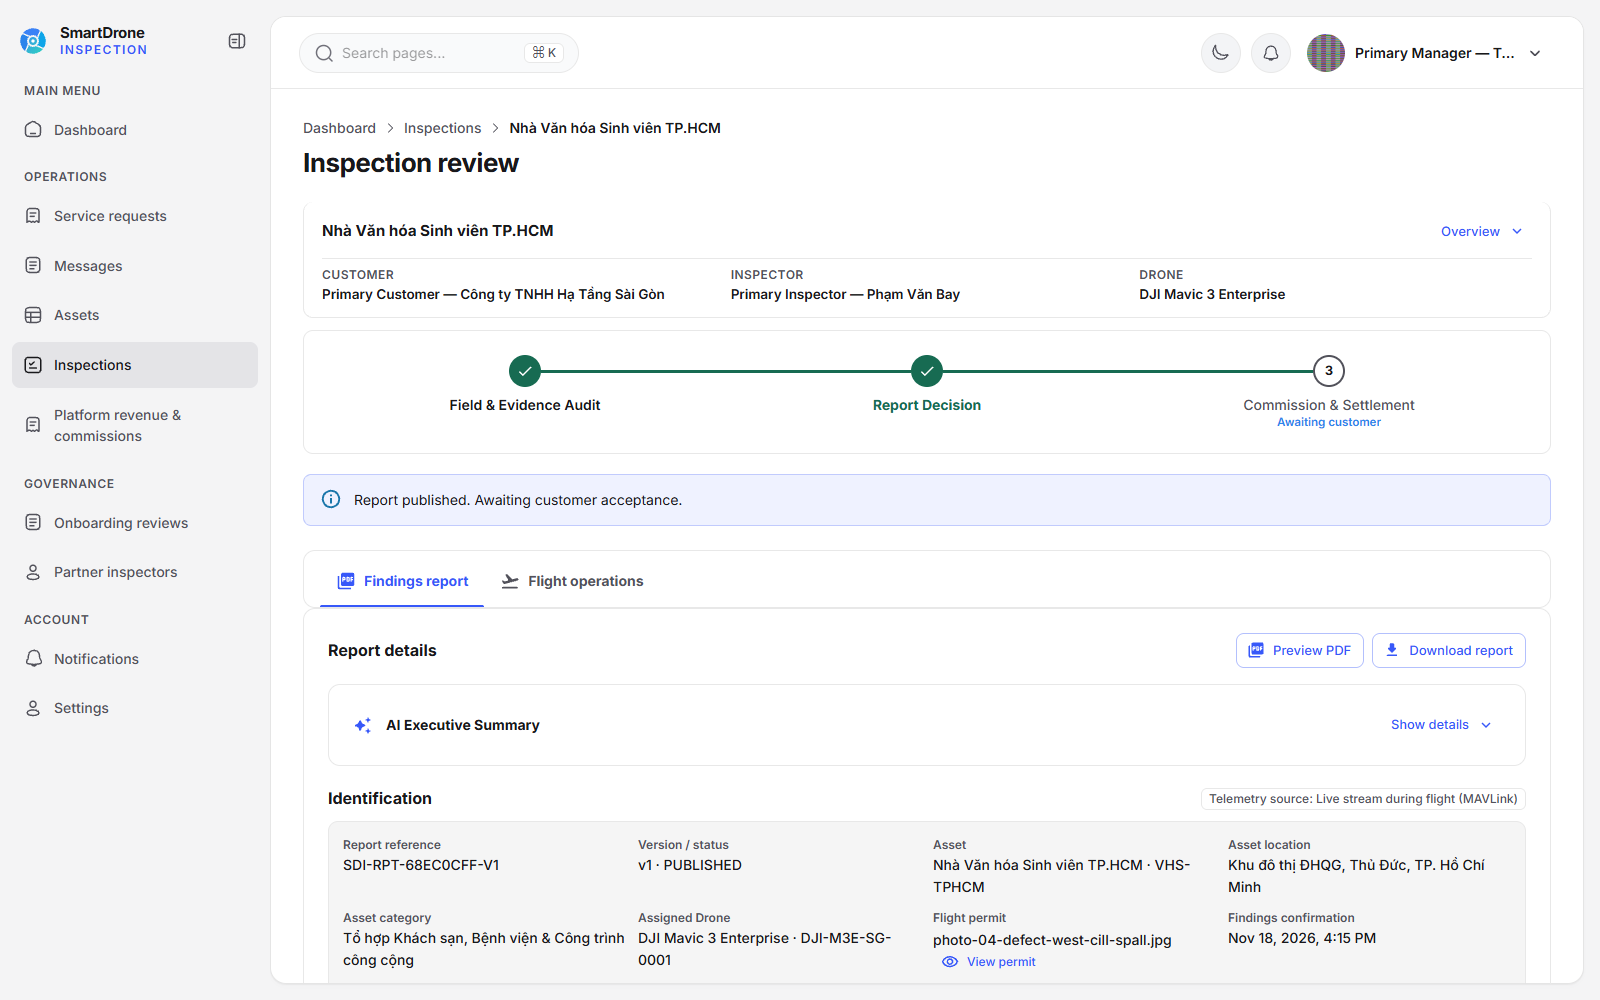 SmartDrone
INSPECTION
MAIN MENU
Dashboard
OPERATIONS
Service requests
Messages
Assets
Inspections
Platform revenue &
commissions
GOVERNANCE
Onboarding reviews
Partner inspectors
ACCOUNT
Notifications
Settings
Search pages...
⌘ K
Primary Manager — T...
Dashboard > Inspections > Nhà Văn hóa Sinh viên TP.HCM
Inspection review
Nhà Văn hóa Sinh viên TP.HCM
Overview
CUSTOMER
Primary Customer — Công ty TNHH Hạ Tầng Sài Gòn
INSPECTOR
Primary Inspector — Phạm Văn Bay
DRONE
DJI Mavic 3 Enterprise
Field & Evidence Audit
Report Decision
3
Commission & Settlement
Awaiting customer
Report published. Awaiting customer acceptance.
Findings report
Flight operations
Report details
Preview PDF
Download report
AI Executive Summary
Show details
Identification
Telemetry source: Live stream during flight (MAVLink)
Report reference
SDI-RPT-68EC0CFF-V1
Version / status
v1 · PUBLISHED
Asset
Nhà Văn hóa Sinh viên TP.HCM · VHS-
TPHCM
Asset location
Khu đô thị ĐHQG, Thủ Đức, TP. Hồ Chí
Minh
Asset category
Tổ hợp Khách sạn, Bệnh viện & Công trình
công cộng
Assigned Drone
DJI Mavic 3 Enterprise · DJI-M3E-SG-
0001
Flight permit
photo-04-defect-west-cill-spall.jpg
View permit
Findings confirmation
Nov 18, 2026, 4:15 PM